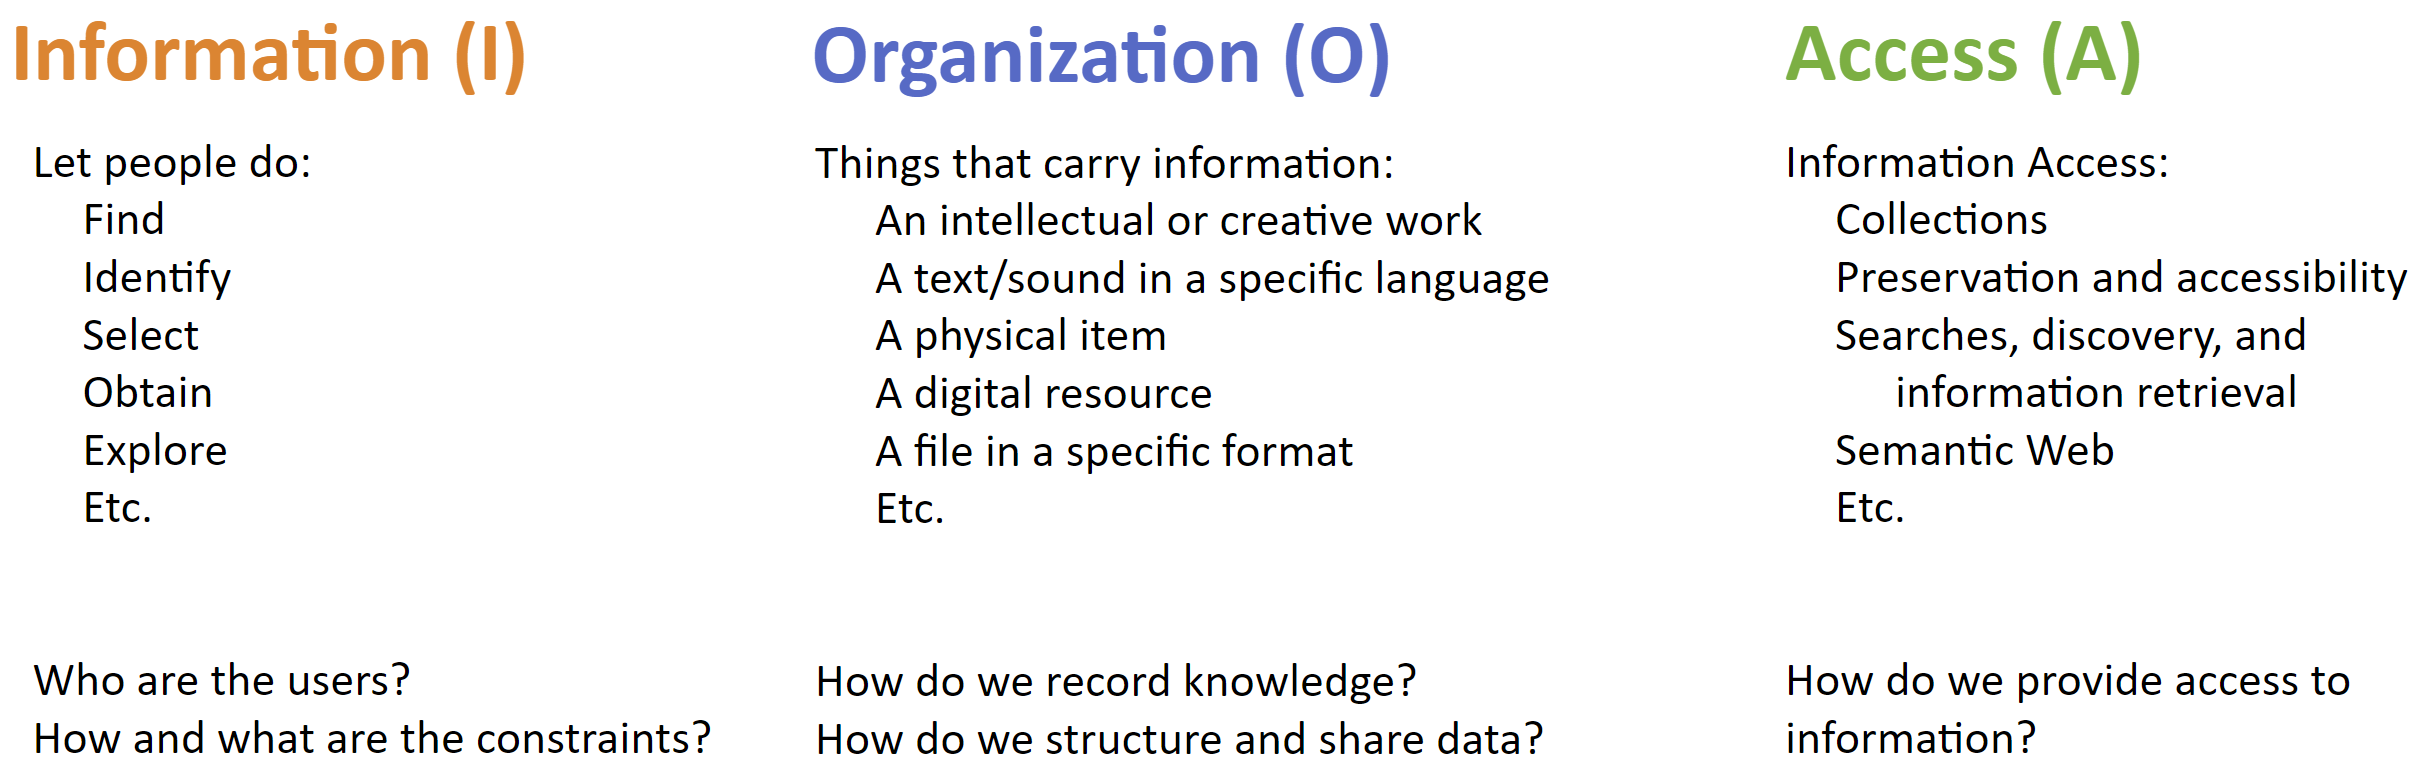 Information (I)
Let people do:
Find
Identify
Select
Obtain
Explore
Etc.
Who are the users?
How and what are the constraints?
Organization (O)
Things that carry information:
An intellectual or creative work
A text/sound in a specific language
A physical item
A digital resource
A file in a specific format
Etc.
How do we record knowledge?
How do we structure and share data?
Access (A)
Information Access:
Collections
Preservation and accessibility
Searches, discovery, and
information retrieval
Semantic Web
Etc.
How do we provide access to
information?